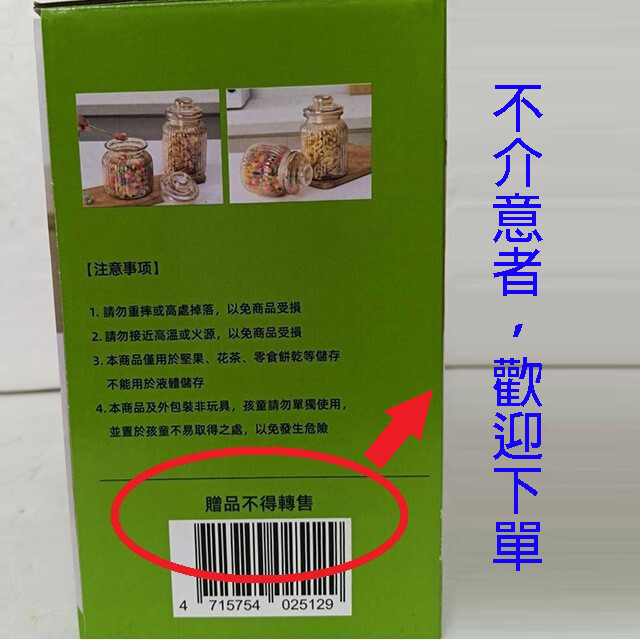 【注意事项】
1. 請勿重摔或高處掉落，以免商品受損
2. 請勿接近高溫或火源，以免商品受損
3. 本商品僅用於堅果、花茶、零食餅乾等儲存
不能用於液體儲存
4. 本商品及外包裝非玩具，孩童請勿單獨使用，
並置於孩童不易取得之處，以免發生危險
贈品不得轉售
4 715754 025129
不介意者，歡迎下單